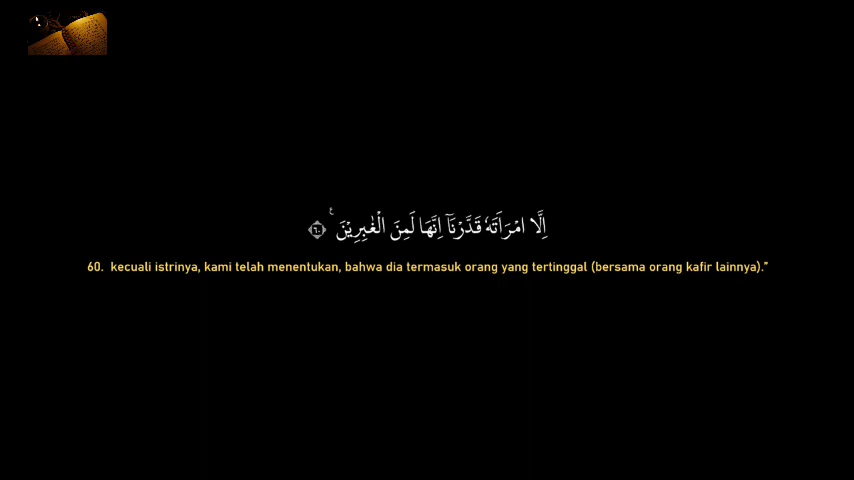 اِلَّا امْرَاَتَهٗ قَدَّرْنَآ اِنَّهَا لَمِنَ الْغٰبِرِيْنَ ࣖ ٦٠
60. kecuali istrinya, kami telah menentukan, bahwa dia termasuk orang yang tertinggal (bersama orang kafir lainnya).”